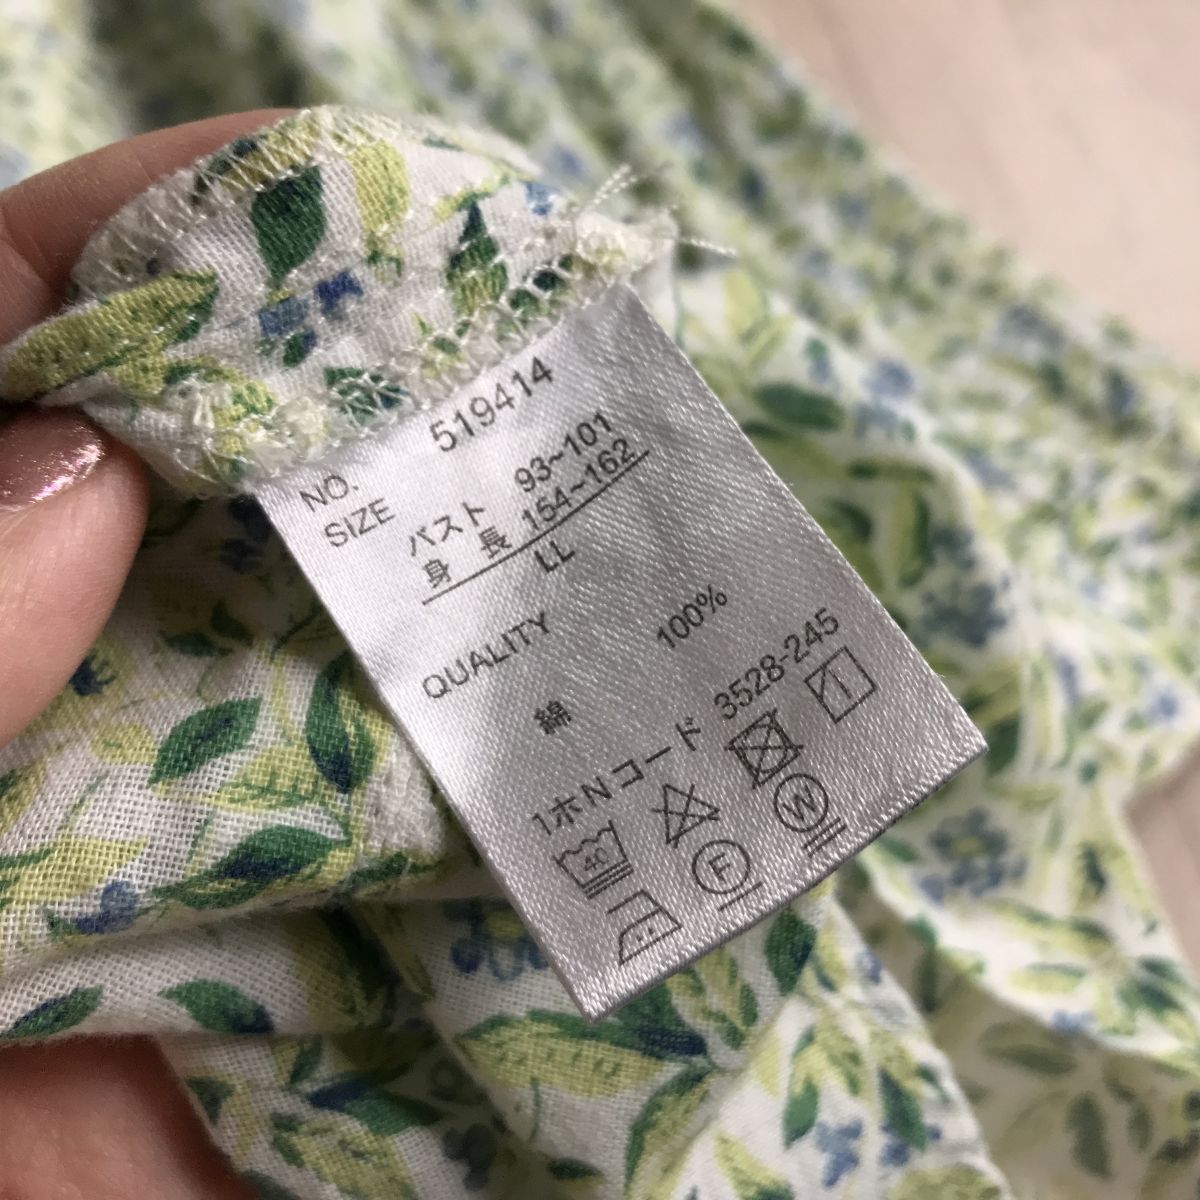 NO. 519414
SIZE
バスト 93~101
身 長 154~162
LL
QUALITY
綿 100%
1ホNコード 3528-245
40
F
W